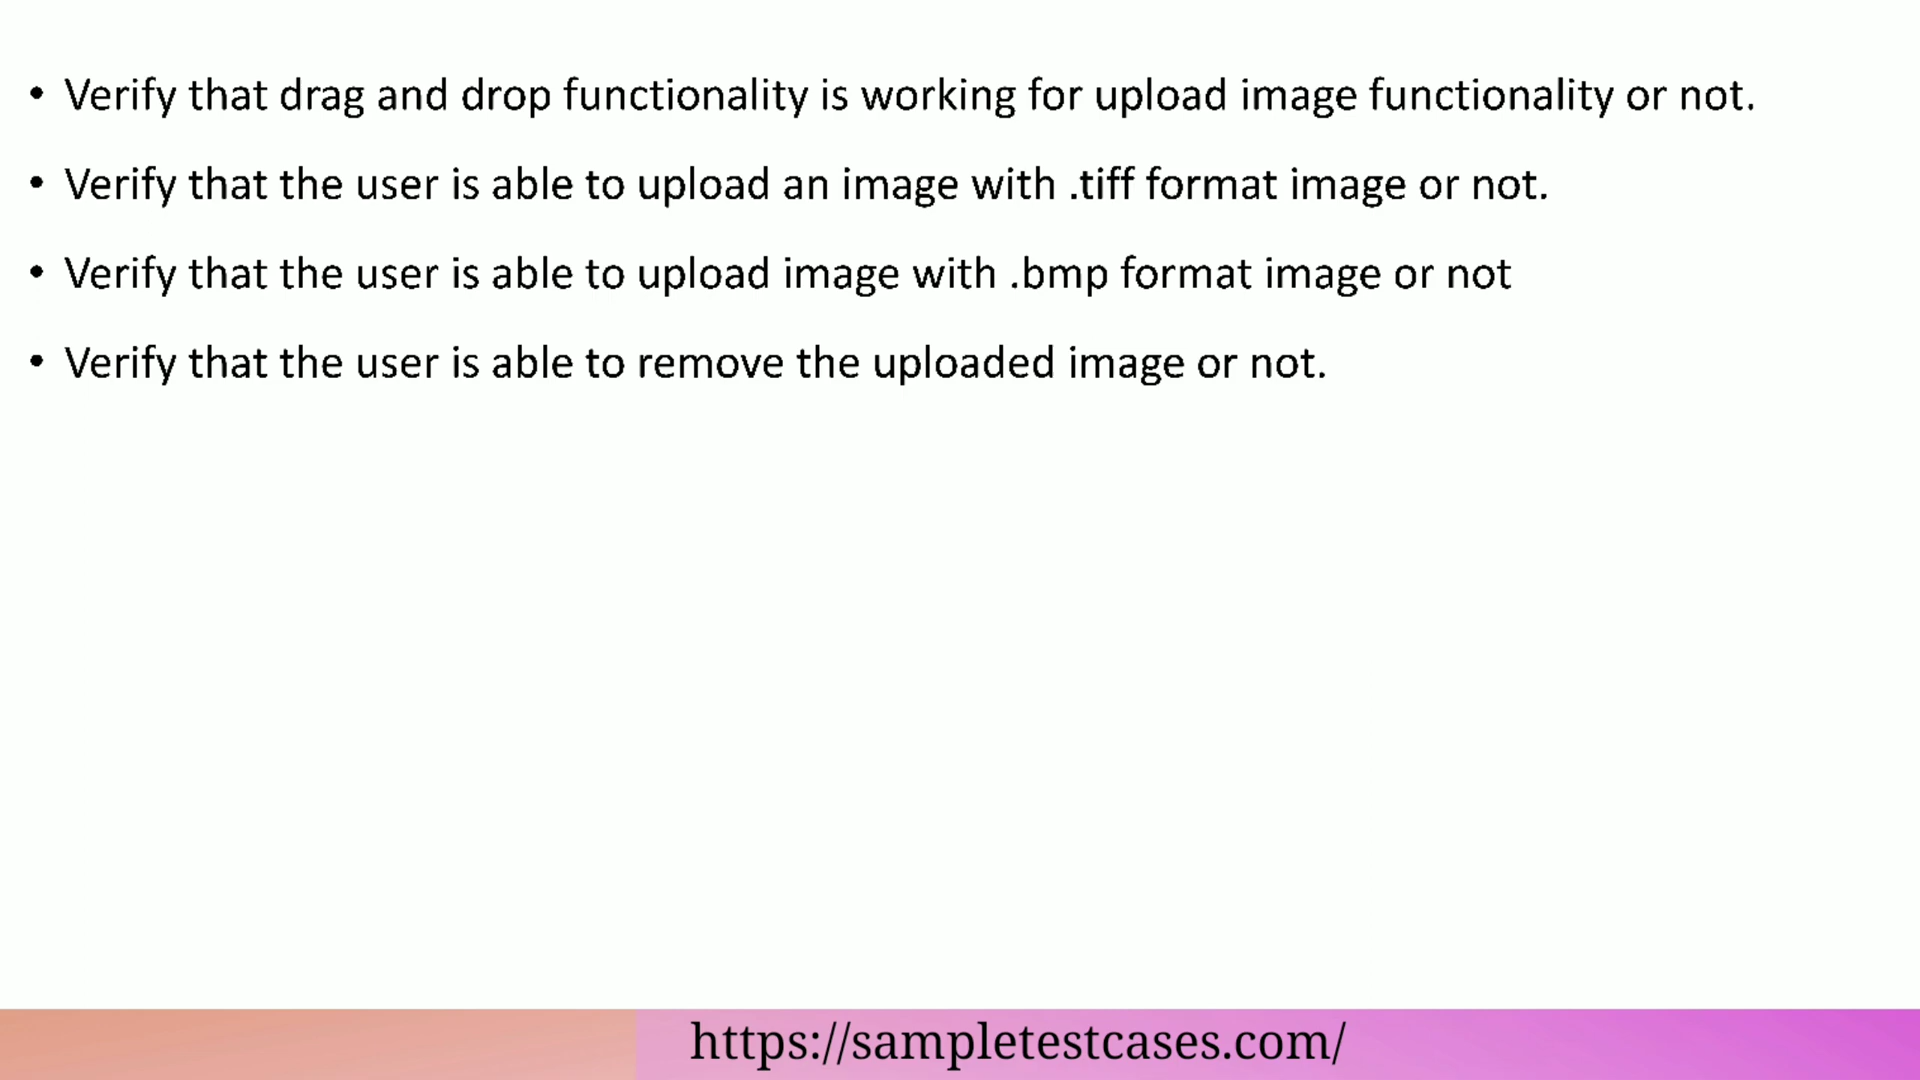 • Verify that drag and drop functionality is working for upload image functionality or not.
• Verify that the user is able to upload an image with .tiff format image or not.
• Verify that the user is able to upload image with .bmp format image or not
• Verify that the user is able to remove the uploaded image or not.
https://sampletestcases.com/